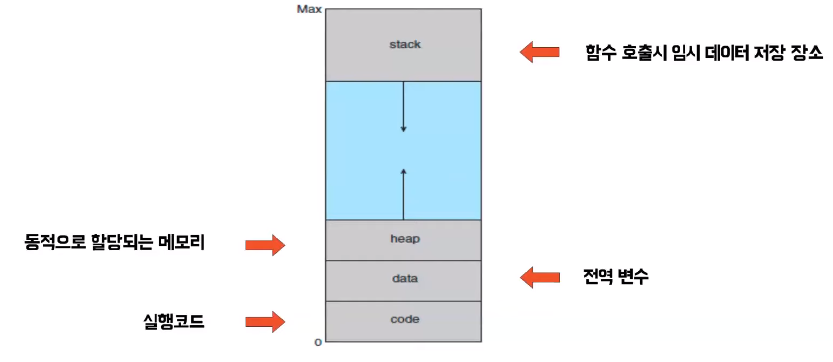 Max
stack
함수 호출시 임시 데이터 저장 장소
동적으로 할당되는 메모리
heap
data
전역 변수
실행코드
code
0